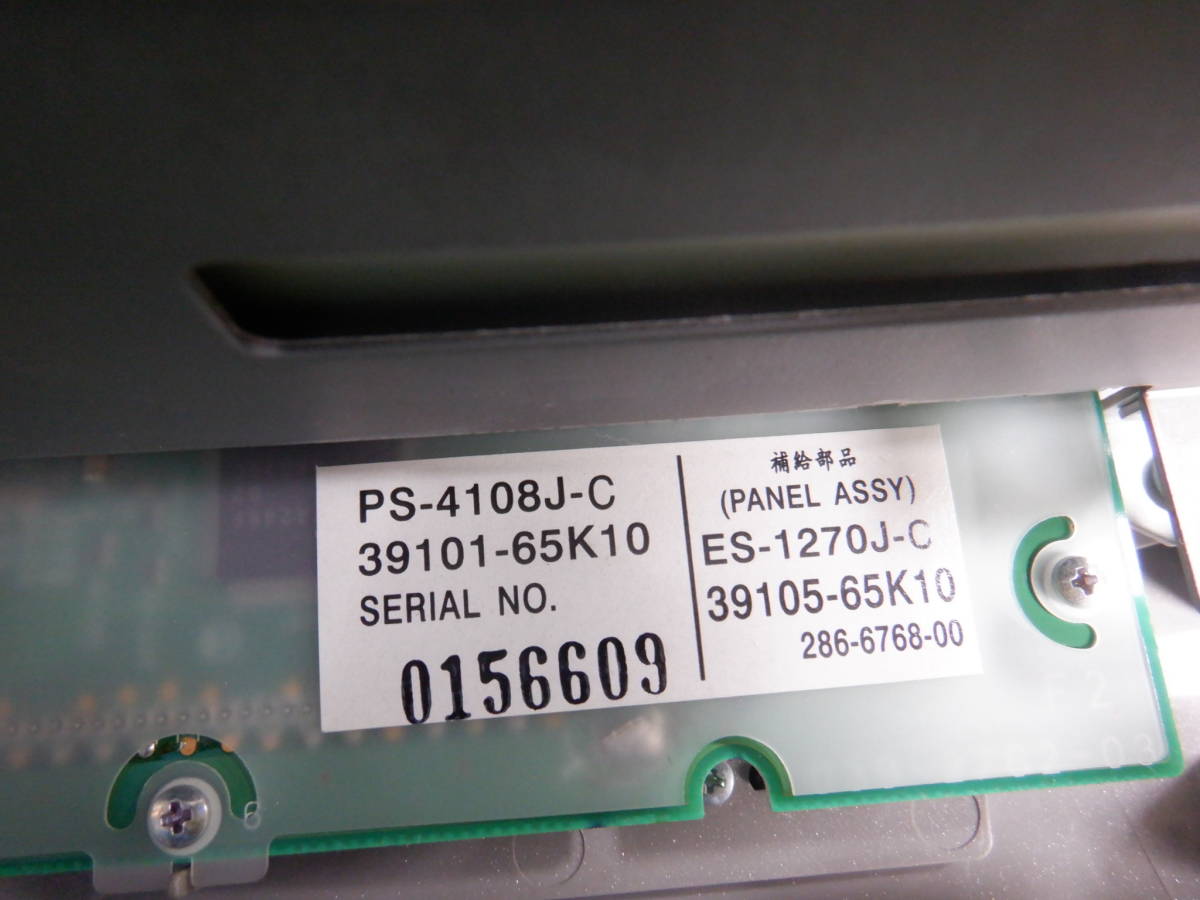 PS-4108J-C
39101-65K10
SERIAL NO.
0156609
補給部品
(PANEL ASSY)
ES-1270J-C
39105-65K10
286-6768-00
6